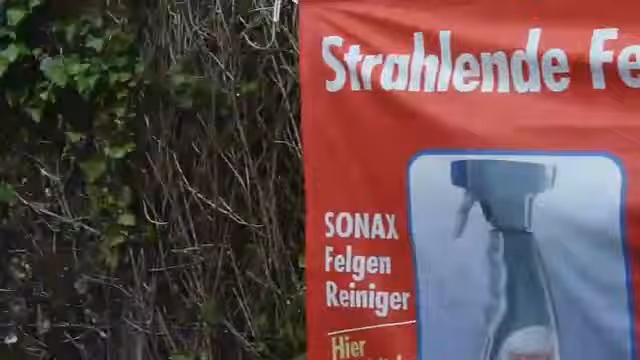 Strahlende Fe
SONAX
Felgen
Reiniger
Hier